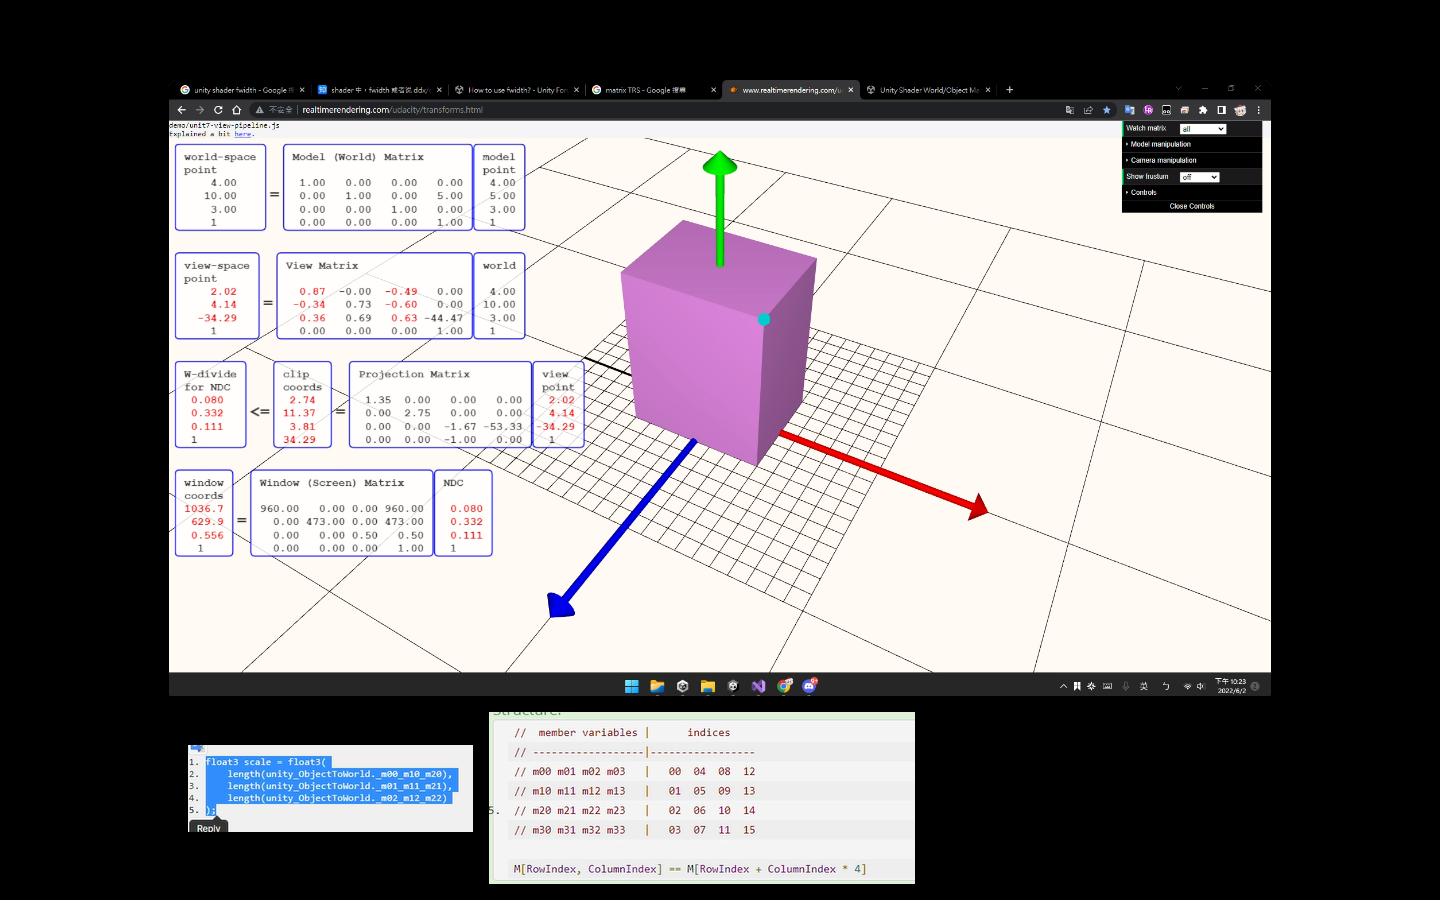 unity shader fwidth - Google
shader 中，fwidth 或者说 ddx/
How to use fwidth? - Unity For
matrix TRS - Google 搜尋
www.realtimerendering.com/u
Unity Shader World/Object Ma
不安全 | realtimerendering.com/udacity/transforms.html
demo/unit7-view-pipeline.js
Explained a bit here.
Watch matrix all
Model manipulation
Camera manipulation
Show frustum off
Controls
Close Controls
world-space point
4.00
10.00
3.00
1
=
Model (World) Matrix
1.00 0.00 0.00 0.00
0.00 1.00 0.00 5.00
0.00 0.00 1.00 0.00
0.00 0.00 0.00 1.00
model point
4.00
5.00
3.00
1
view-space point
2.02
4.14
-34.29
1
=
View Matrix
0.87 -0.00 -0.49 0.00
-0.34 0.73 -0.60 0.00
0.36 0.69 0.63 -44.47
0.00 0.00 0.00 1.00
world
4.00
10.00
3.00
1
W-divide for NDC
0.080
0.332
0.111
1
<=
clip coords
2.74
11.37
3.81
34.29
=
Projection Matrix
1.35 0.00 0.00 0.00
0.00 2.75 0.00 0.00
0.00 0.00 -1.67 -53.33
0.00 0.00 -1.00 0.00
view point
2.02
4.14
-34.29
1
window coords
1036.7
629.9
0.556
1
=
Window (Screen) Matrix
960.00 0.00 0.00 960.00
0.00 473.00 0.00 473.00
0.00 0.00 0.50 0.50
0.00 0.00 0.00 1.00
NDC
0.080
0.332
0.111
1
英
下午 10:23
2022/6/2
1. float3 scale = float3(
2. length(unity_ObjectToWorld._m00_m10_m20),
3. length(unity_ObjectToWorld._m01_m11_m21),
4. length(unity_ObjectToWorld._m02_m12_m22)
5. );
Reply
Structure:
// member variables | indices
// ------------------|----------------
// m00 m01 m02 m03 | 00 04 08 12
// m10 m11 m12 m13 | 01 05 09 13
5. // m20 m21 m22 m23 | 02 06 10 14
// m30 m31 m32 m33 | 03 07 11 15
M[RowIndex, ColumnIndex] == M[RowIndex + ColumnIndex * 4]